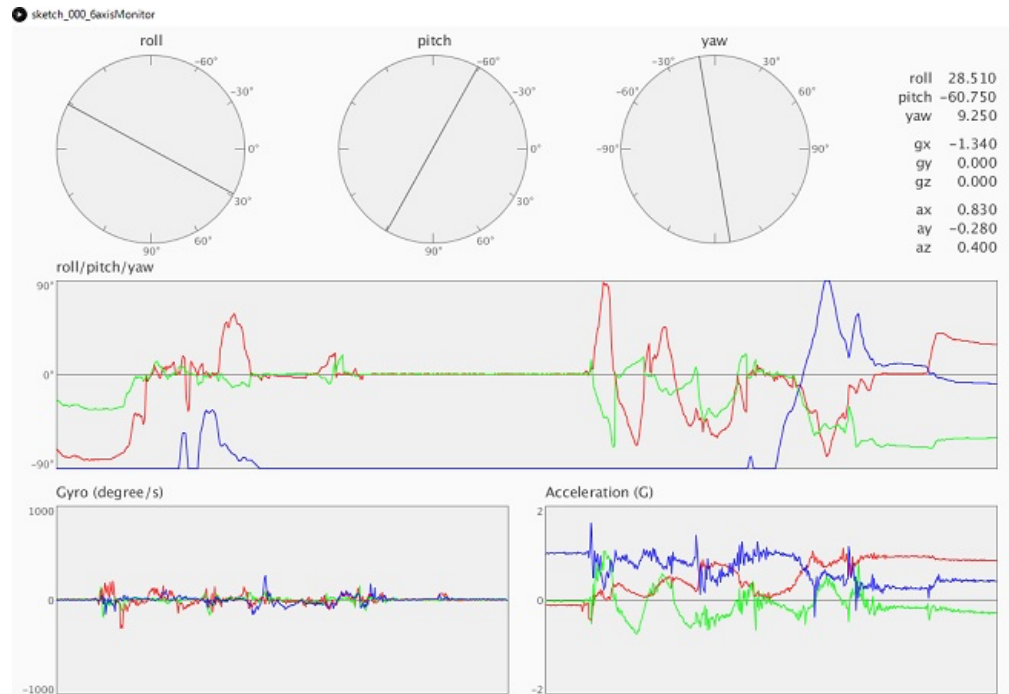 sketch_000_6axisMonitor
roll
-60°
-30°
0°
30°
60°
90°
pitch
-60°
-30°
0°
30°
60°
90°
yaw
-30°
30°
-60°
60°
-90°
90°
roll 28.510
pitch -60.750
yaw 9.250
gx -1.340
gy 0.000
gz 0.000
ax 0.830
ay -0.280
az 0.400
roll/pitch/yaw
90°
0°
-90°
Gyro (degree/s)
1000
0
-1000
Acceleration (G)
2
0
-2